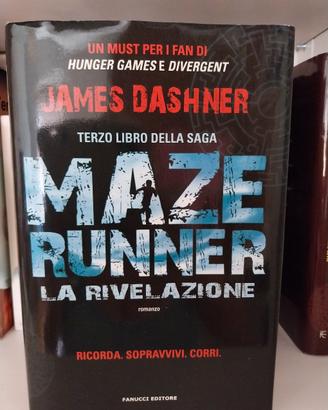 UN MUST PER I FAN DI
HUNGER GAMES E DIVERGENT
JAMES DASHNER
TERZO LIBRO DELLA SAGA
MAZE
RUNNER
LA RIVELAZIONE
romanzo
RICORDA. SOPRAVVIVI. CORRI.
FANUCCI EDITORE